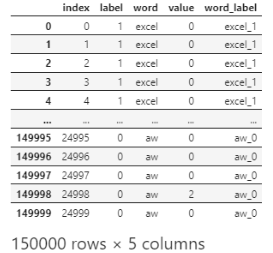 index label word value word_label
0 0 1 excel 0 excel_1
1 1 1 excel 0 excel_1
2 2 1 excel 0 excel_1
3 3 1 excel 0 excel_1
4 4 1 excel 0 excel_1
... ... ... ... ... ...
149995 24995 0 aw 0 aw_0
149996 24996 0 aw 0 aw_0
149997 24997 0 aw 0 aw_0
149998 24998 0 aw 2 aw_0
149999 24999 0 aw 0 aw_0
150000 rows × 5 columns